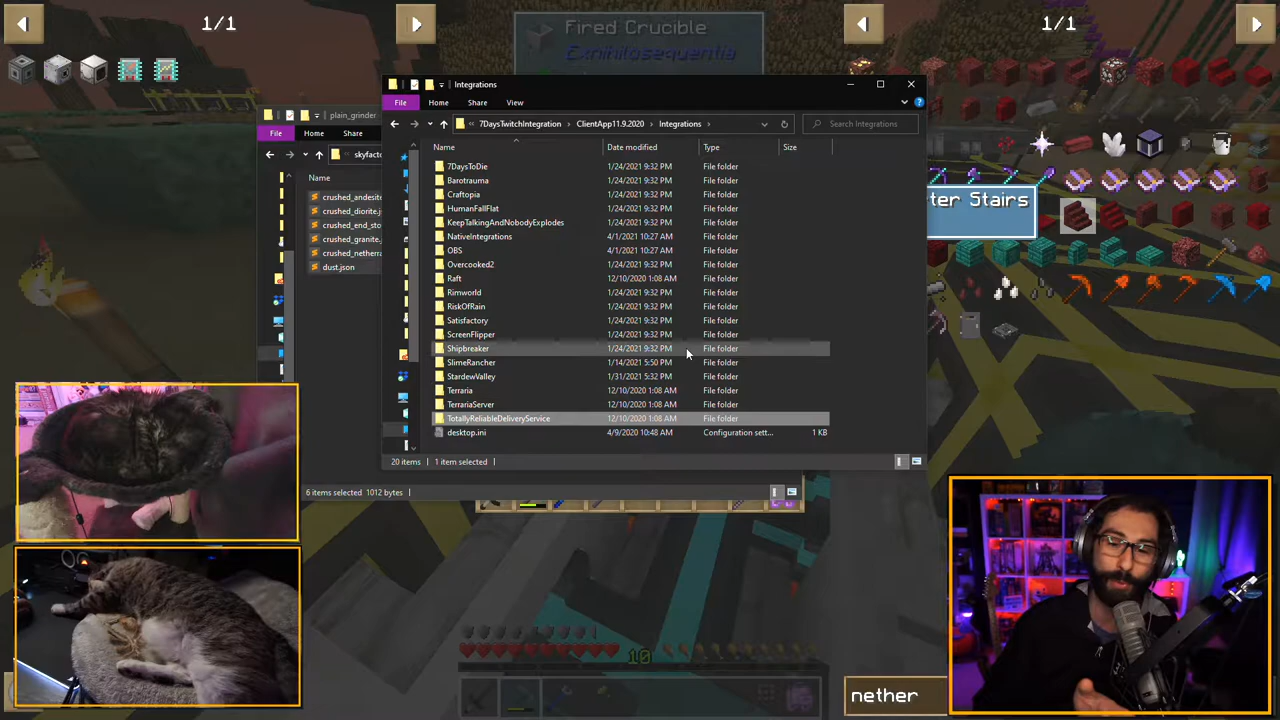 1/1
1/1
Fired Crucible
Exnihilosequentia
Integrations
File
Home
Share
View
7DaysTwitchIntegration > ClientApp11.9.2020 > Integrations >
Search Integrations
Name
Date modified
Type
Size
7DaysToDie 1/24/2021 9:32 PM File folder
Barotrauma 1/24/2021 9:32 PM File folder
Craftopia 1/24/2021 9:32 PM File folder
HumanFallFlat 1/24/2021 9:32 PM File folder
KeepTalkingAndNobodyExplodes 1/24/2021 9:32 PM File folder
NativeIntegrations 4/1/2021 10:27 AM File folder
OBS 4/1/2021 10:27 AM File folder
Overcooked2 1/24/2021 9:32 PM File folder
Raft 12/10/2020 1:08 AM File folder
Rimworld 1/24/2021 9:32 PM File folder
RiskOfRain 1/24/2021 9:32 PM File folder
Satisfactory 1/24/2021 9:32 PM File folder
ScreenFlipper 1/24/2021 9:32 PM File folder
Shipbreaker 1/24/2021 9:32 PM File folder
SlimeRancher 1/14/2021 5:50 PM File folder
StardewValley 1/31/2021 5:32 PM File folder
Terraria 12/10/2020 1:08 AM File folder
TerrariaServer 12/10/2020 1:08 AM File folder
TotallyReliableDeliveryService 12/10/2020 1:08 AM File folder
desktop.ini 4/9/2020 10:48 AM Configuration sett... 1 KB
20 items
1 item selected
plain_grinder
File
Home
Share
skyfacto
Name
crushed_andesite
crushed_diorite.js
crushed_end_sto
crushed_granite.
crushed_netherra
dust.json
6 items selected 1012 bytes
ter Stairs
10
nether